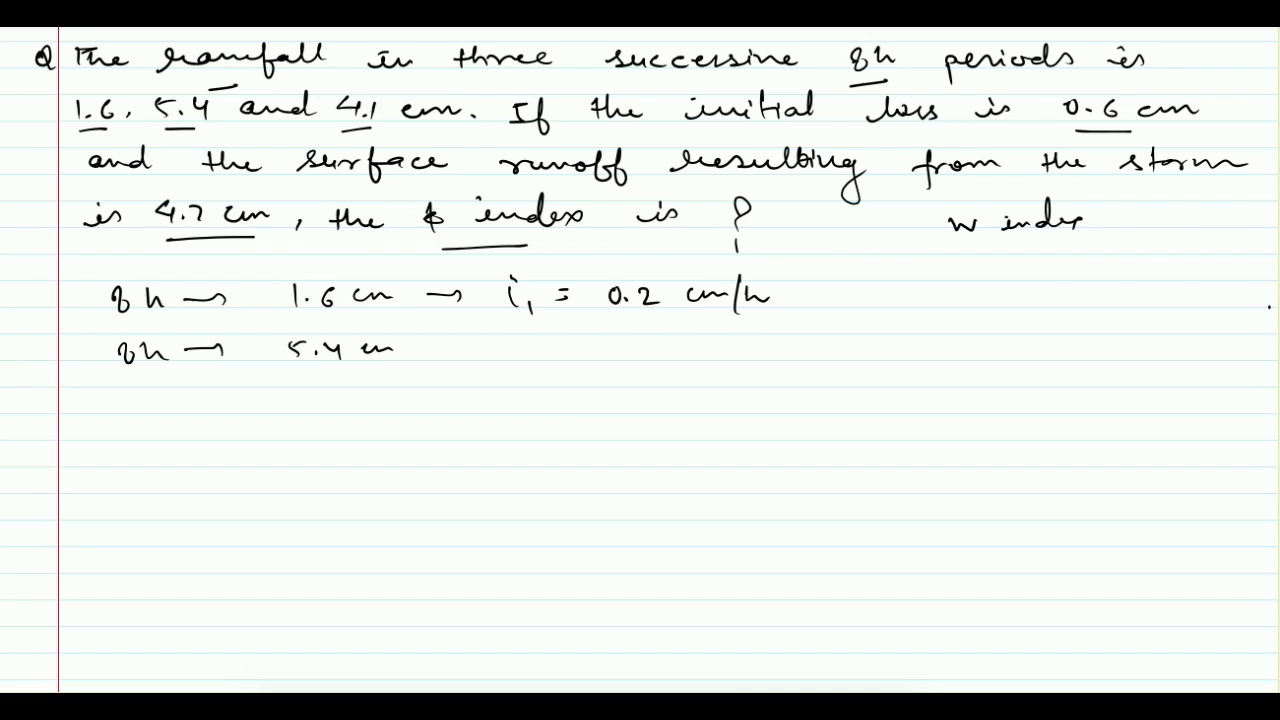 Q The rainfall in three successive 8h periods is
1.6, 5.4 and 4.1 cm. If the initial loss is 0.6 cm
and the surface runoff resulting from the storm
is 4.7 cm, the ϕ index is ?
W index
8 h → 1.6 cm → i₁ = 0.2 cm/h
8h → 5.4 cm